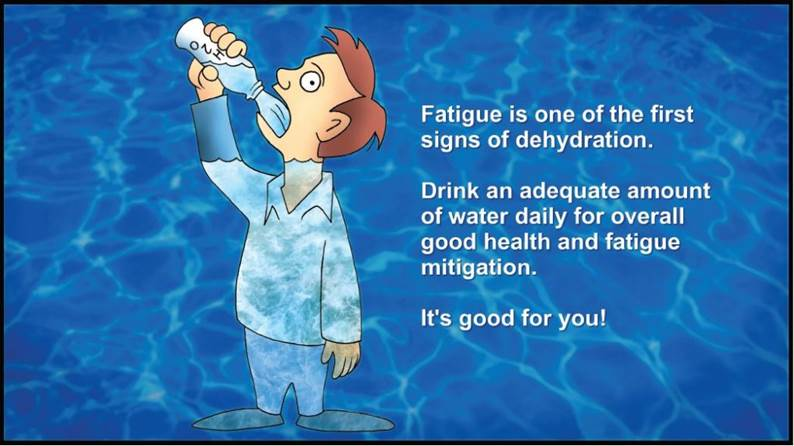 H2O
Fatigue is one of the first
signs of dehydration.
Drink an adequate amount
of water daily for overall
good health and fatigue
mitigation.
It's good for you!